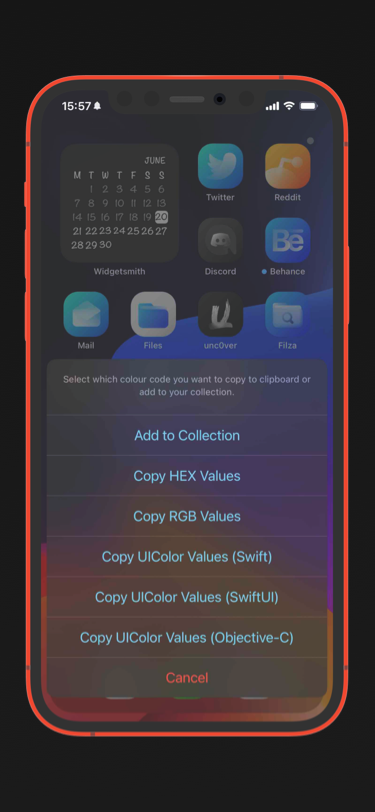 15:57
JUNE
M T W T F S S
1 2 3 4 5 6
7 8 9 10 11 12 13
14 15 16 17 18 19 20
21 22 23 24 25 26 27
28 29 30
Widgetsmith
Twitter
Reddit
Discord
Bē
Behance
Mail
Files
unc0ver
Filza
Select which colour code you want to copy to clipboard or
add to your collection.
Add to Collection
Copy HEX Values
Copy RGB Values
Copy UIColor Values (Swift)
Copy UIColor Values (SwiftUI)
Copy UIColor Values (Objective-C)
Cancel